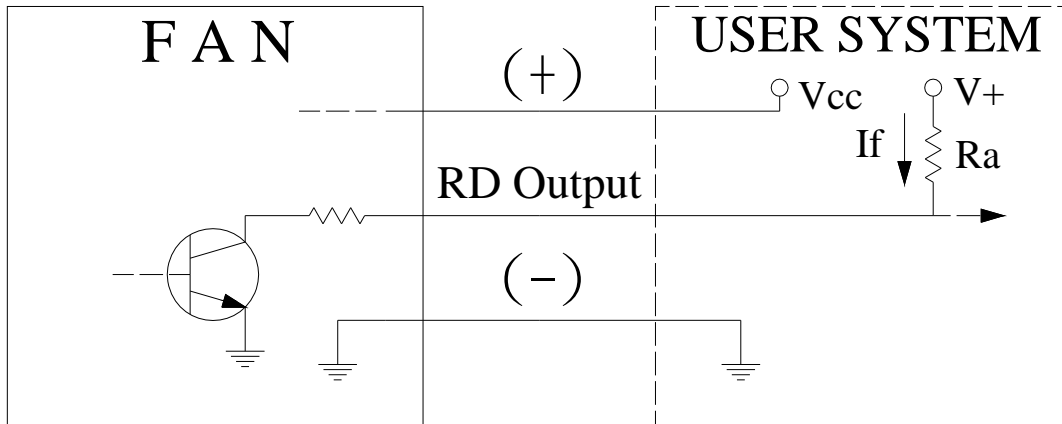 F A N
USER SYSTEM
(+)
Vcc
V+
If
Ra
RD Output
(−)